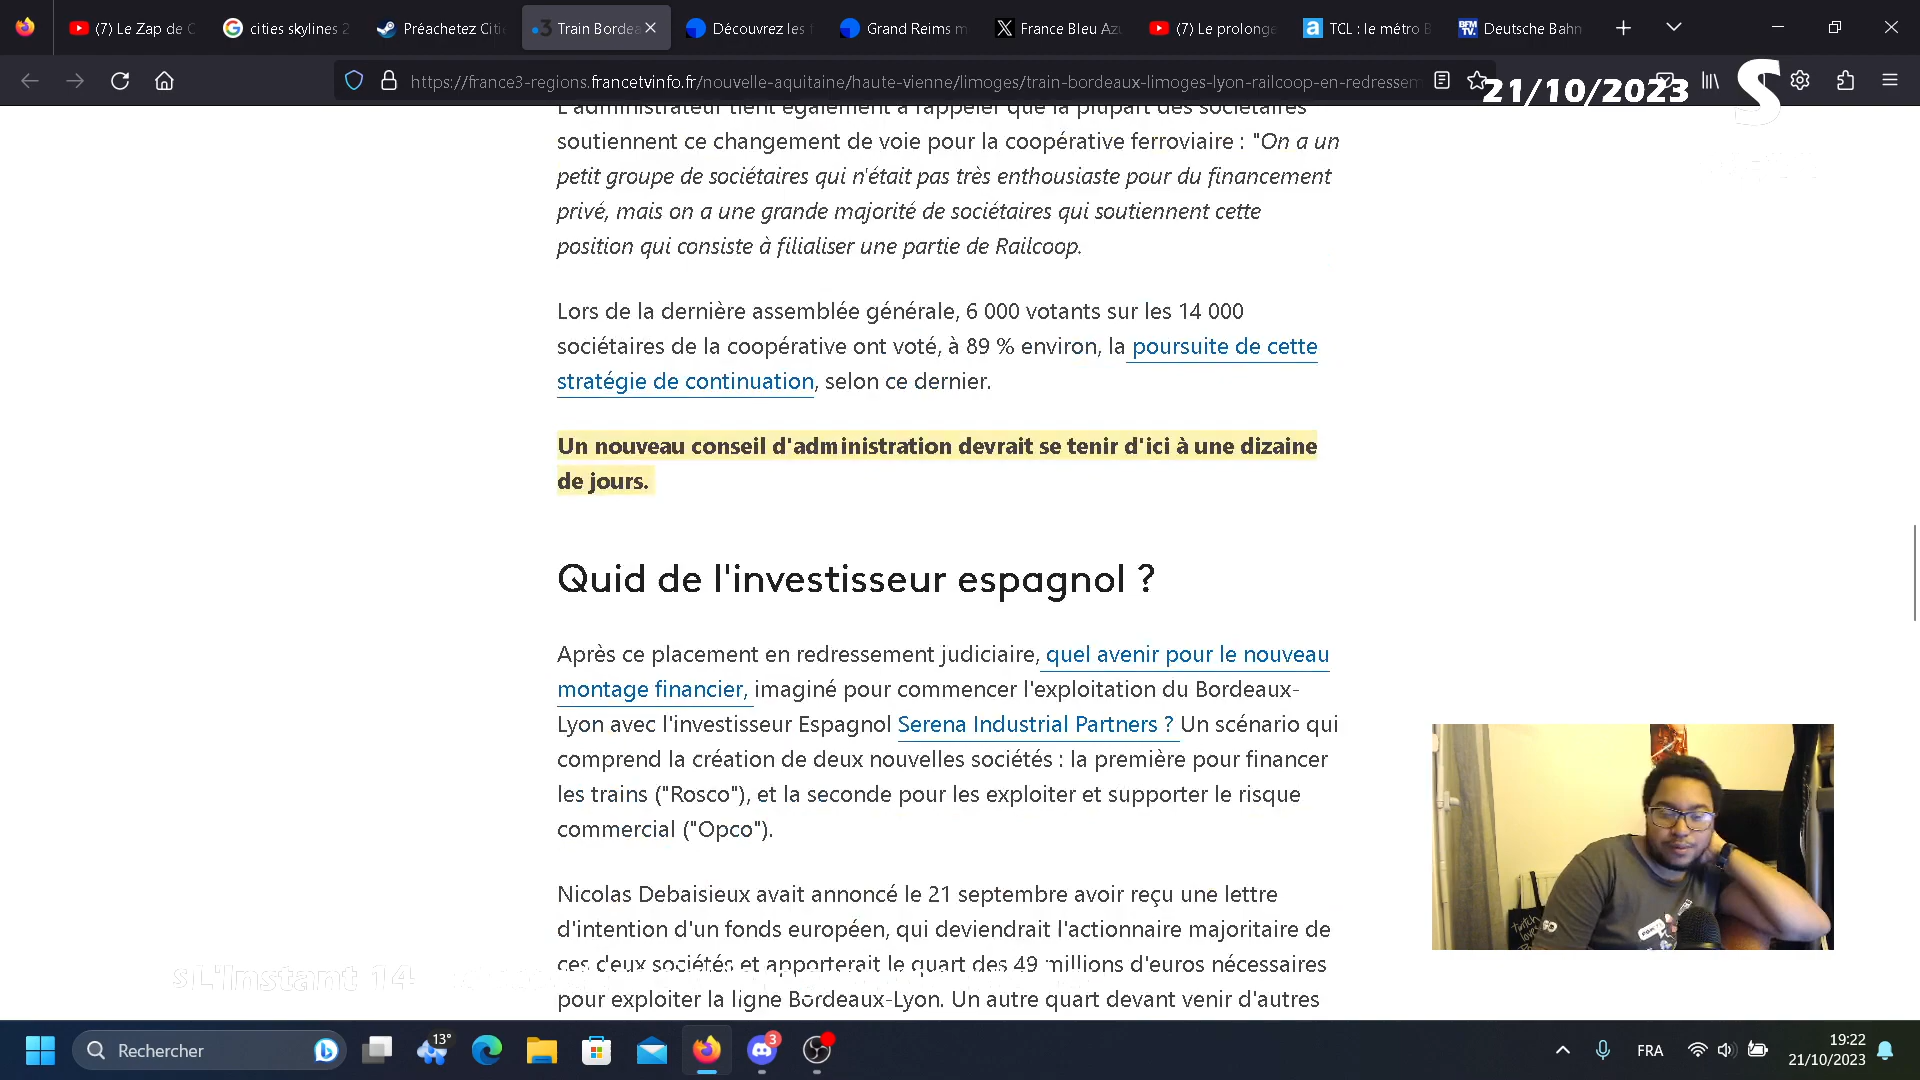 (7) Le Zap de C
cities skylines 2
Préachetez Citi
Train Bordea
Découvrez les
Grand Reims m
France Bleu Azu
(7) Le prolonge
TCL : le métro B
Deutsche Bahn
https://france3-regions.francetvinfo.fr/nouvelle-aquitaine/haute-vienne/limoges/train-bordeaux-limoges-lyon-railcoop-en-redressem
21/10/2023
S
L'administrateur tient également à rappeler que la plupart des sociétaires
soutiennent ce changement de voie pour la coopérative ferroviaire : "On a un
petit groupe de sociétaires qui n'était pas très enthousiaste pour du financement
privé, mais on a une grande majorité de sociétaires qui soutiennent cette
position qui consiste à filialiser une partie de Railcoop.
Lors de la dernière assemblée générale, 6 000 votants sur les 14 000
sociétaires de la coopérative ont voté, à 89 % environ, la poursuite de cette
stratégie de continuation, selon ce dernier.
Un nouveau conseil d'administration devrait se tenir d'ici à une dizaine
de jours.
Quid de l'investisseur espagnol ?
Après ce placement en redressement judiciaire, quel avenir pour le nouveau
montage financier, imaginé pour commencer l'exploitation du Bordeaux-
Lyon avec l'investisseur Espagnol Serena Industrial Partners ? Un scénario qui
comprend la création de deux nouvelles sociétés : la première pour financer
les trains ("Rosco"), et la seconde pour les exploiter et supporter le risque
commercial ("Opco").
Nicolas Debaisieux avait annoncé le 21 septembre avoir reçu une lettre
d'intention d'un fonds européen, qui deviendrait l'actionnaire majoritaire de
ces deux sociétés et apporterait le quart des 49 millions d'euros nécessaires
pour exploiter la ligne Bordeaux-Lyon. Un autre quart devant venir d'autres
s L'Instant 14
twitch
Rechercher
13°
3
FRA
19:22
21/10/2023